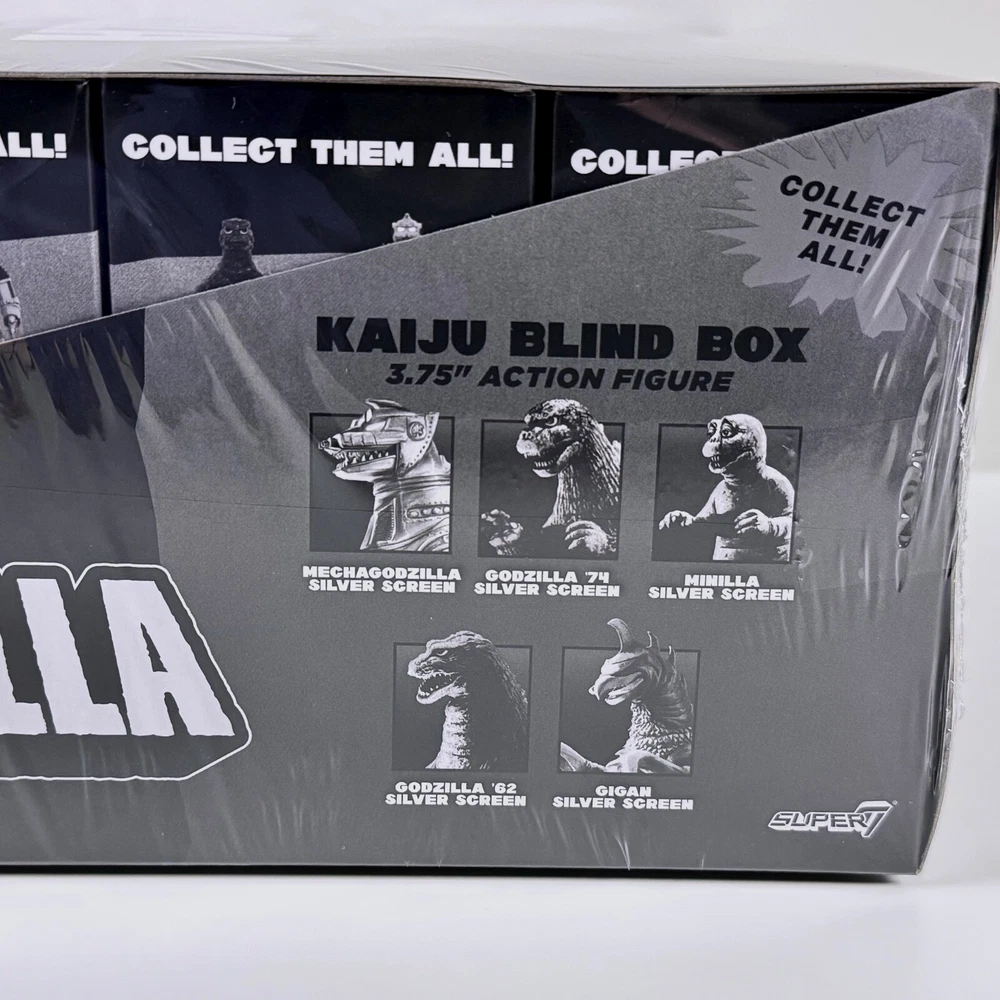 ALL!
COLLECT THEM ALL!
COLLEC
COLLECT
THEM
ALL!
KAIJU BLIND BOX
3.75" ACTION FIGURE
MECHAGODZILLA
SILVER SCREEN
GODZILLA '74
SILVER SCREEN
MINILLA
SILVER SCREEN
LLA
GODZILLA '62
SILVER SCREEN
GIGAN
SILVER SCREEN
SUPER7